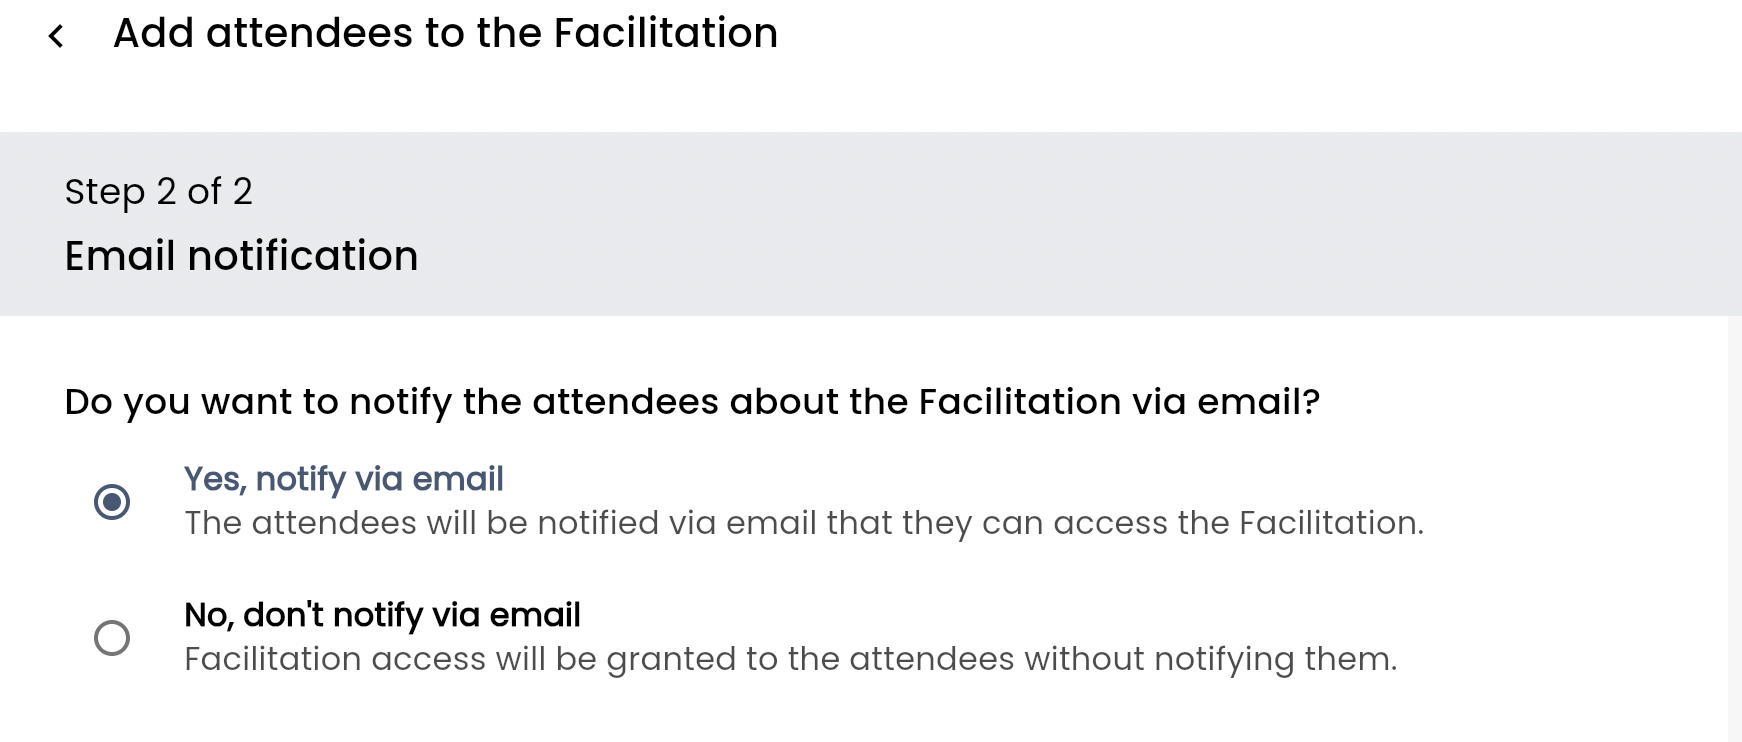 Add attendees to the Facilitation
Step 2 of 2
Email notification
Do you want to notify the attendees about the Facilitation via email?
Yes, notify via email
The attendees will be notified via email that they can access the Facilitation.
No, don't notify via email
Facilitation access will be granted to the attendees without notifying them.